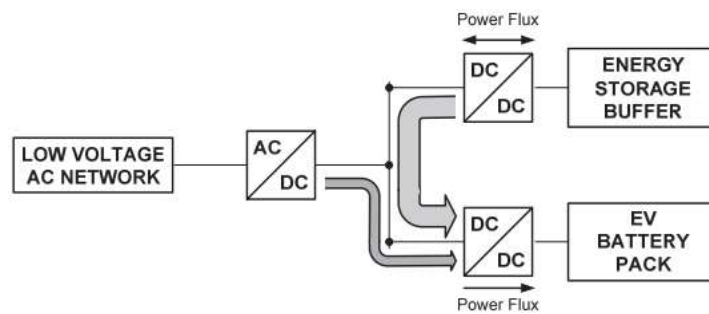 Power Flux
DC
DC
ENERGY
STORAGE
BUFFER
LOW VOLTAGE
AC NETWORK
AC
DC
DC
DC
EV
BATTERY
PACK
Power Flux